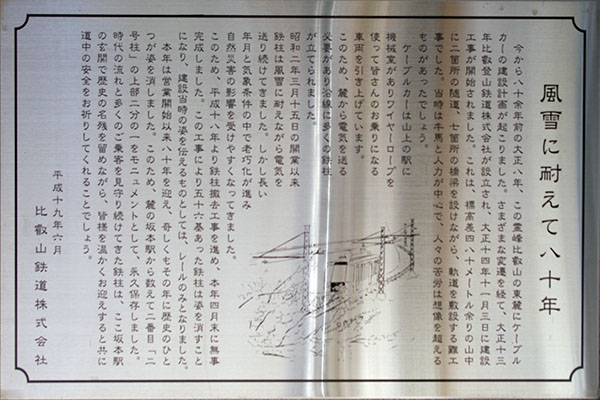 風雪に耐えて八十年
今から八十余年前の大正八年、この霊峰比叡山の東麓にケーブル
カーの建設計画が起こりました。さまざまな変遷を経て、大正十三
年比叡登山鉄道株式会社が設立され、大正十四年十一月三日に建設
工事が開始されました。これは、標高差四八十メートル余りの山中
に二箇所の隧道、七箇所の橋梁を設けながら、軌道を敷設する難工
事でした。当時は牛馬と人力が中心で、人々の苦労は想像を超える
ものがあったでしょう。
ケーブルカーは山上の駅に
機械室がありワイヤーロープを
使って皆さんのお乗りになる
車両を引き上げています。
このため、麓から電気を送る
必要があり沿線に多くの鉄柱
が立てられました。
昭和二年三月十五日の開業以来
鉄柱は風雪に耐えながら電気を
送り続けてきました。しかし長い
年月と気象条件の中で老朽化が進み
自然災害の影響を受けやすくなってきました。
このため、平成十八年より鉄柱撤去工事を進め、本年四月末に無事
完成しました。この工事により五十六基あった鉄柱は姿を消すこと
になり、建設当時の姿を伝えるものとしては、レールのみとなりました。
本年は営業開始以来八十年を迎え、奇しくもその年に歴史のひと
つが姿を消しました。このため、麓の坂本駅から数えて二番目「二
号柱」の上部二分の一をモニュメントとして、永久保存しました。
時代の流れと多くのご乗客を見守り続けてきた鉄柱は、ここ坂本駅
の玄関で歴史の名残を留めながら、皆様を温かくお迎えすると共に
道中の安全をお祈りしてくれることでしょう。
平成十九年六月
比叡山鉄道株式会社